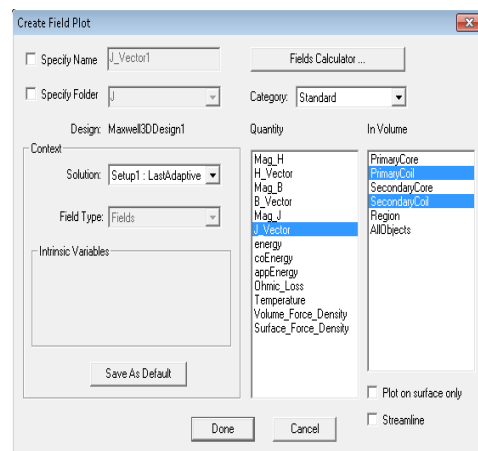 Create Field Plot
Specify Name J_Vector1
Fields Calculator ...
Specify Folder J
Category: Standard
Design: Maxwell3DDesign1
Quantity
In Volume
Context
Solution: Setup1 : LastAdaptive
Field Type: Fields
Intrinsic Variables
Save As Default
Mag_H
H_Vector
Mag_B
B_Vector
Mag_J
J_Vector
energy
coEnergy
appEnergy
Ohmic_Loss
Temperature
Volume_Force_Density
Surface_Force_Density
PrimaryCore
PrimaryCoil
SecondaryCore
SecondaryCoil
Region
AllObjects
Plot on surface only
Streamline
Done
Cancel